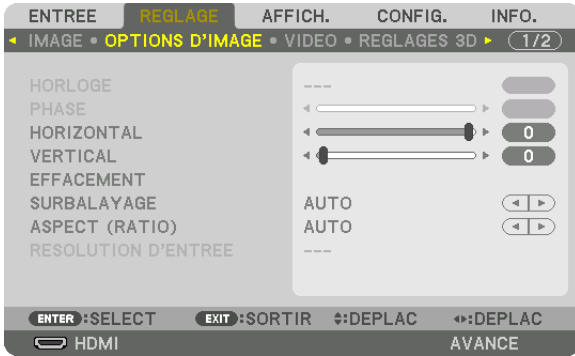 ENTREE REGLAGE AFFICH. CONFIG. INFO.
IMAGE • OPTIONS D'IMAGE • VIDEO • REGLAGES 3D 1/2
HORLOGE ---
PHASE
HORIZONTAL 0
VERTICAL 0
EFFACEMENT
SURBALAYAGE AUTO
ASPECT (RATIO) AUTO
RESOLUTION D'ENTREE ---
ENTER :SELECT EXIT :SORTIR :DEPLAC :DEPLAC
HDMI AVANCE